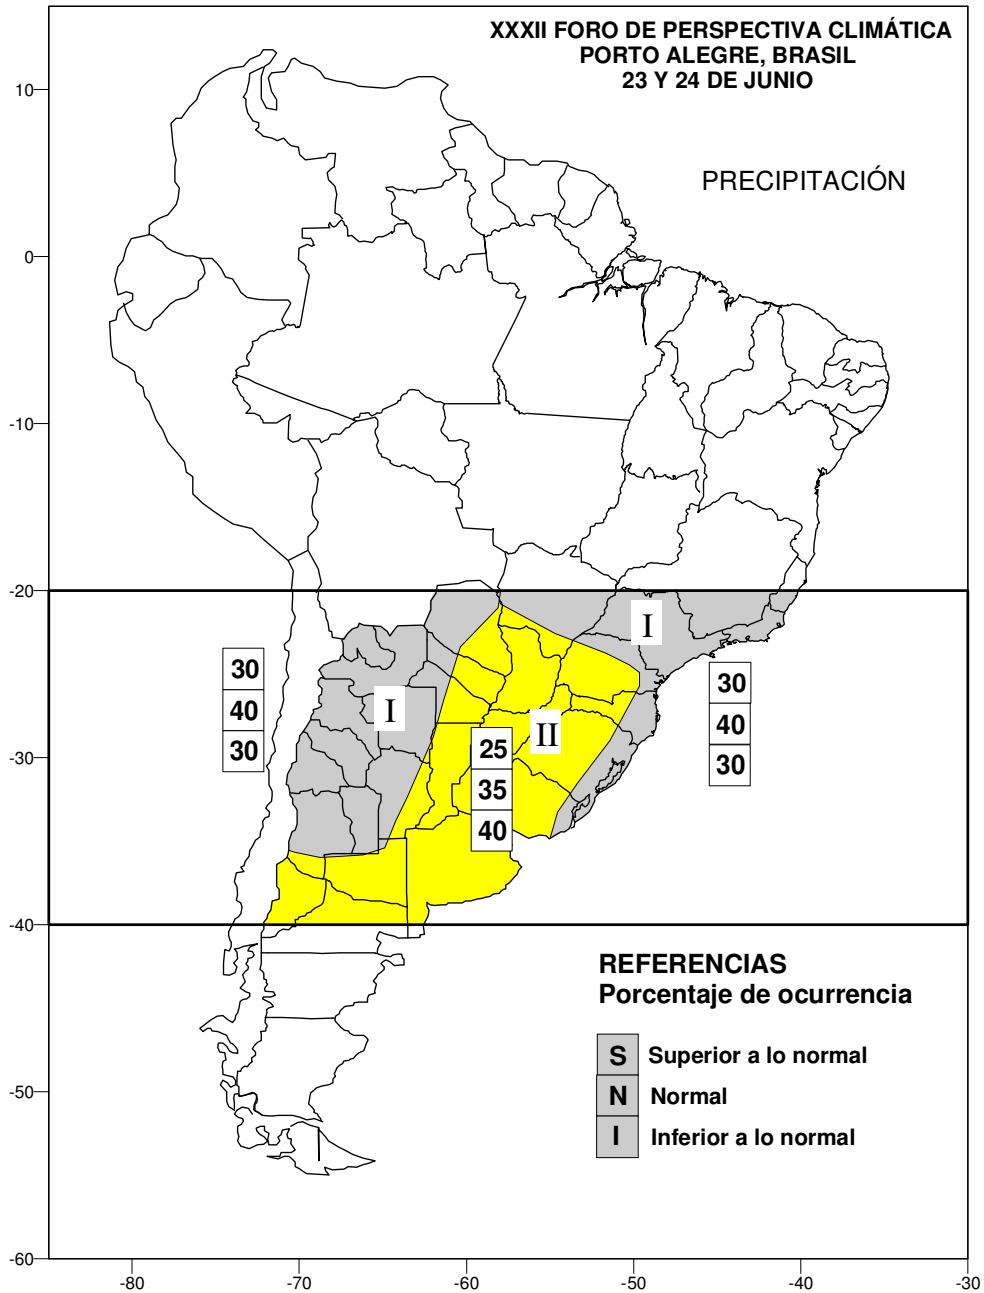 XXXII FORO DE PERSPECTIVA CLIMÁTICA
PORTO ALEGRE, BRASIL
23 Y 24 DE JUNIO
PRECIPITACIÓN
10
0
-10
-20
-30
-40
-50
-60
-80
-70
-60
-50
-40
-30
I
I
II
30
40
30
25
35
40
30
40
30
REFERENCIAS
Porcentaje de ocurrencia
S Superior a lo normal
N Normal
I Inferior a lo normal